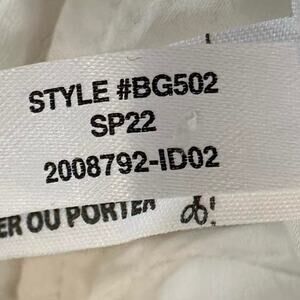 STYLE #BG502
SP22
2008792-ID02
ER OU PORTER